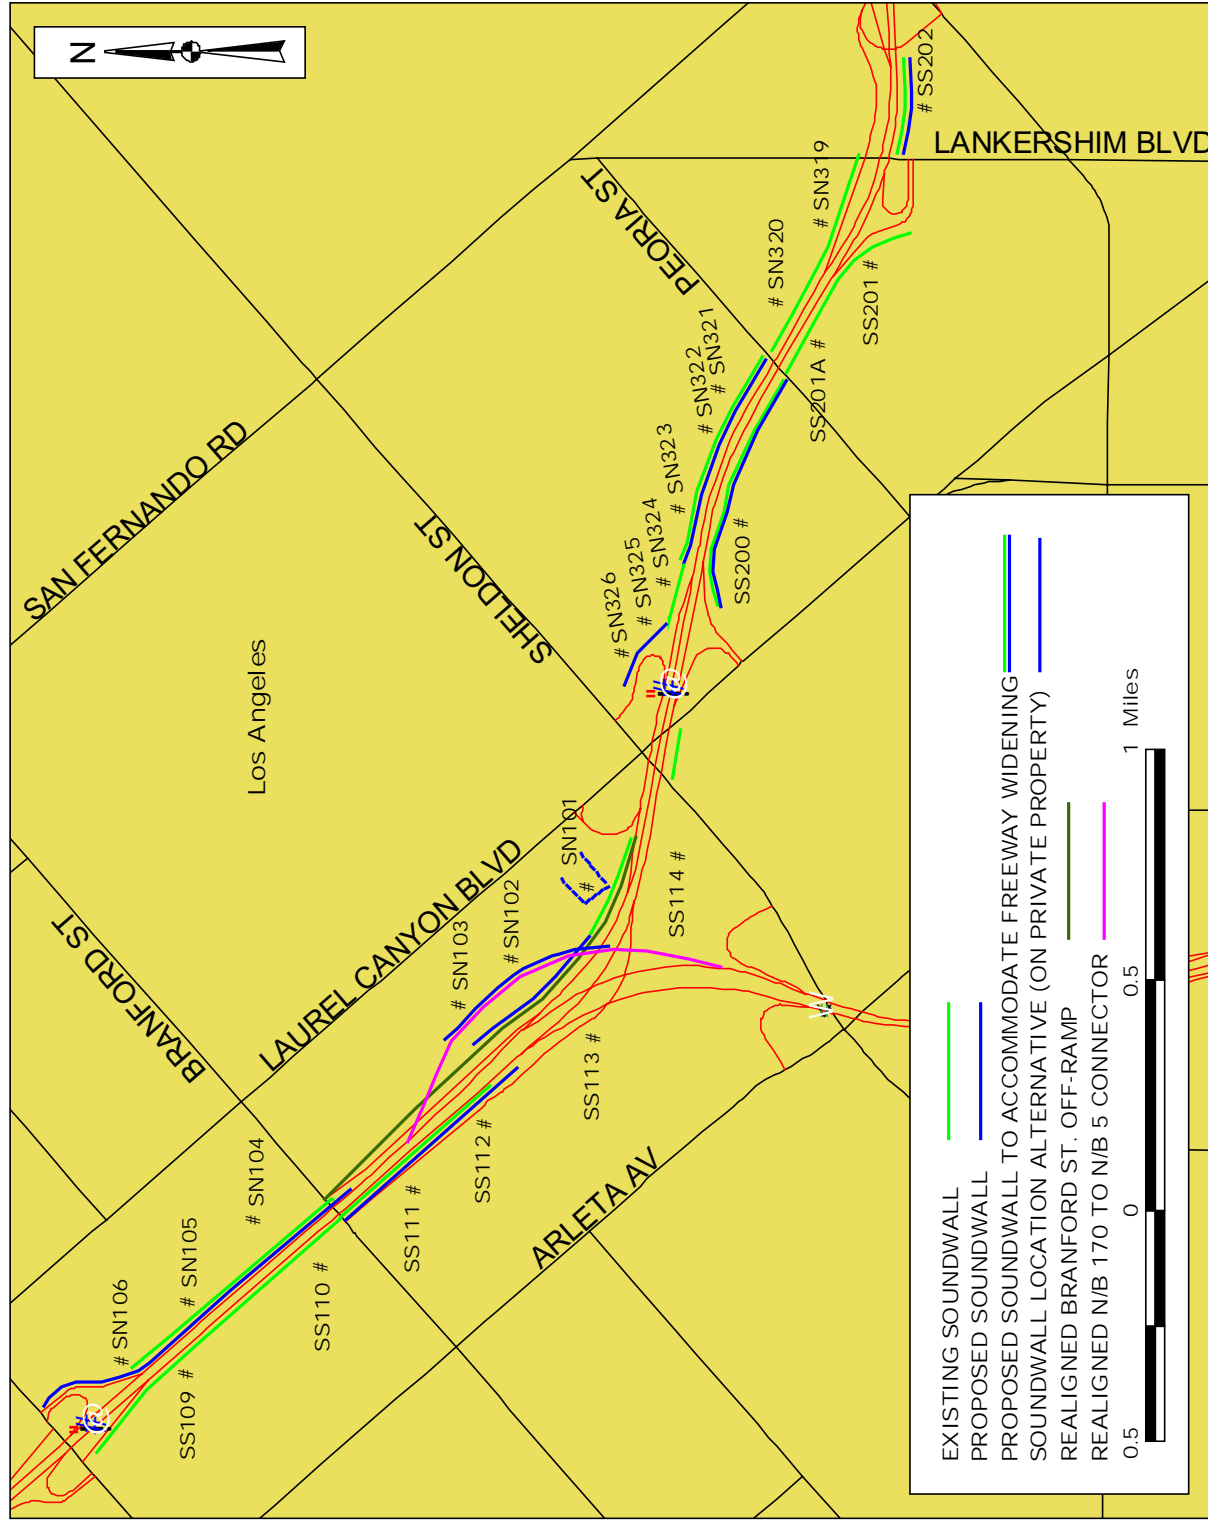 N
SAN FERNANDO RD
Los Angeles
BRANFORD ST
LAUREL CANYON BLVD
SHELDON ST
PEORIA ST
LANKERSHIM BLVD
ARLETA AV
# SN106
# SN105
# SN104
# SN103
# SN102
SN101
#
# SN326
# SN325
# SN324
# SN323
# SN322
# SN321
# SN320
# SN319
SS109 #
SS110 #
SS111 #
SS112 #
SS113 #
SS114 #
SS200 #
SS201A #
SS201 #
# SS202
EXISTING SOUNDWALL
PROPOSED SOUNDWALL
PROPOSED SOUNDWALL TO ACCOMMODATE FREEWAY WIDENING
SOUNDWALL LOCATION ALTERNATIVE (ON PRIVATE PROPERTY)
REALIGNED BRANFORD ST. OFF-RAMP
REALIGNED N/B 170 TO N/B 5 CONNECTOR
0.5 0 0.5 1 Miles